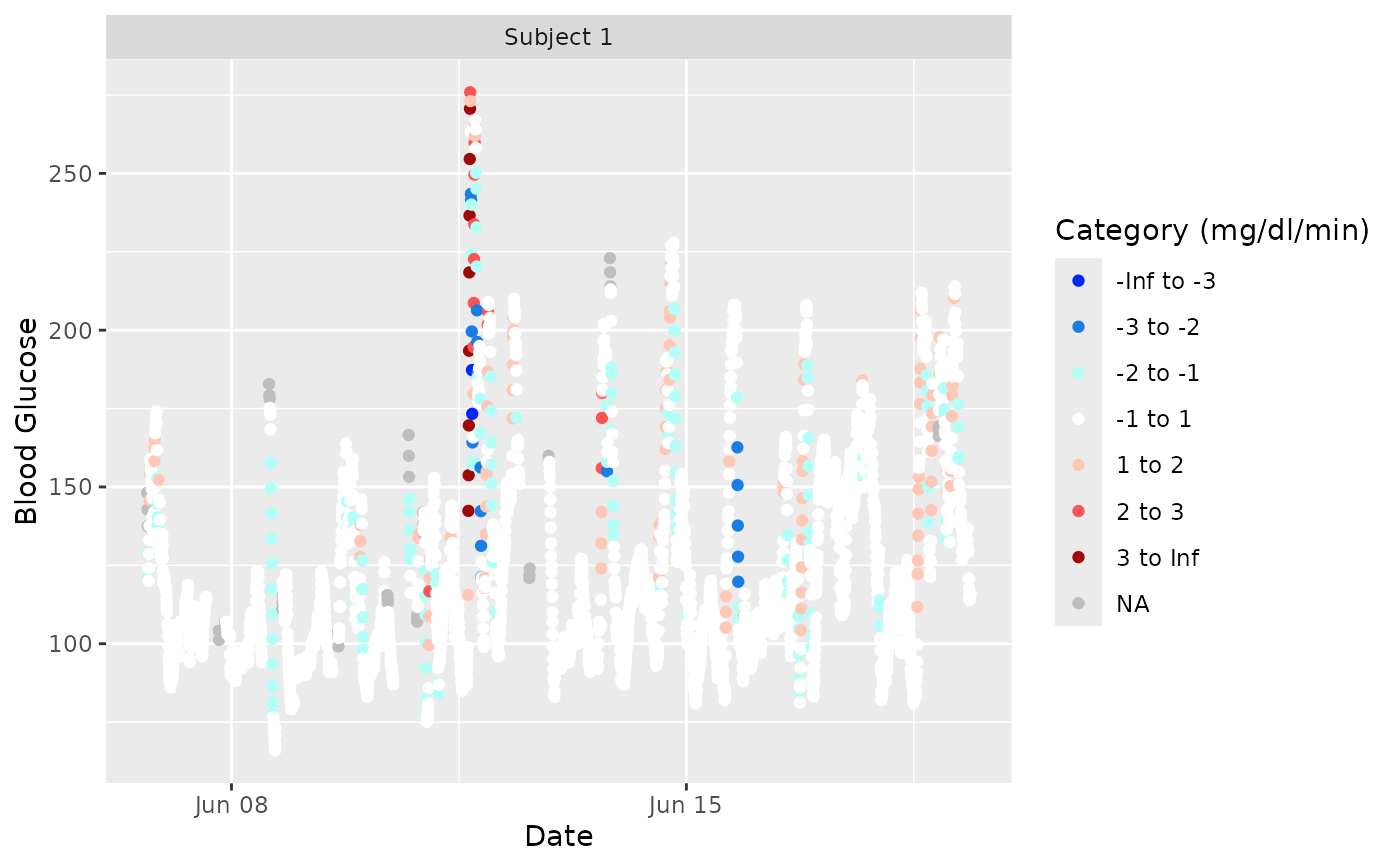 Subject 1
250
200
150
100
Blood Glucose
Jun 08
Jun 15
Date
Category (mg/dl/min)
-Inf to -3
-3 to -2
-2 to -1
-1 to 1
1 to 2
2 to 3
3 to Inf
NA